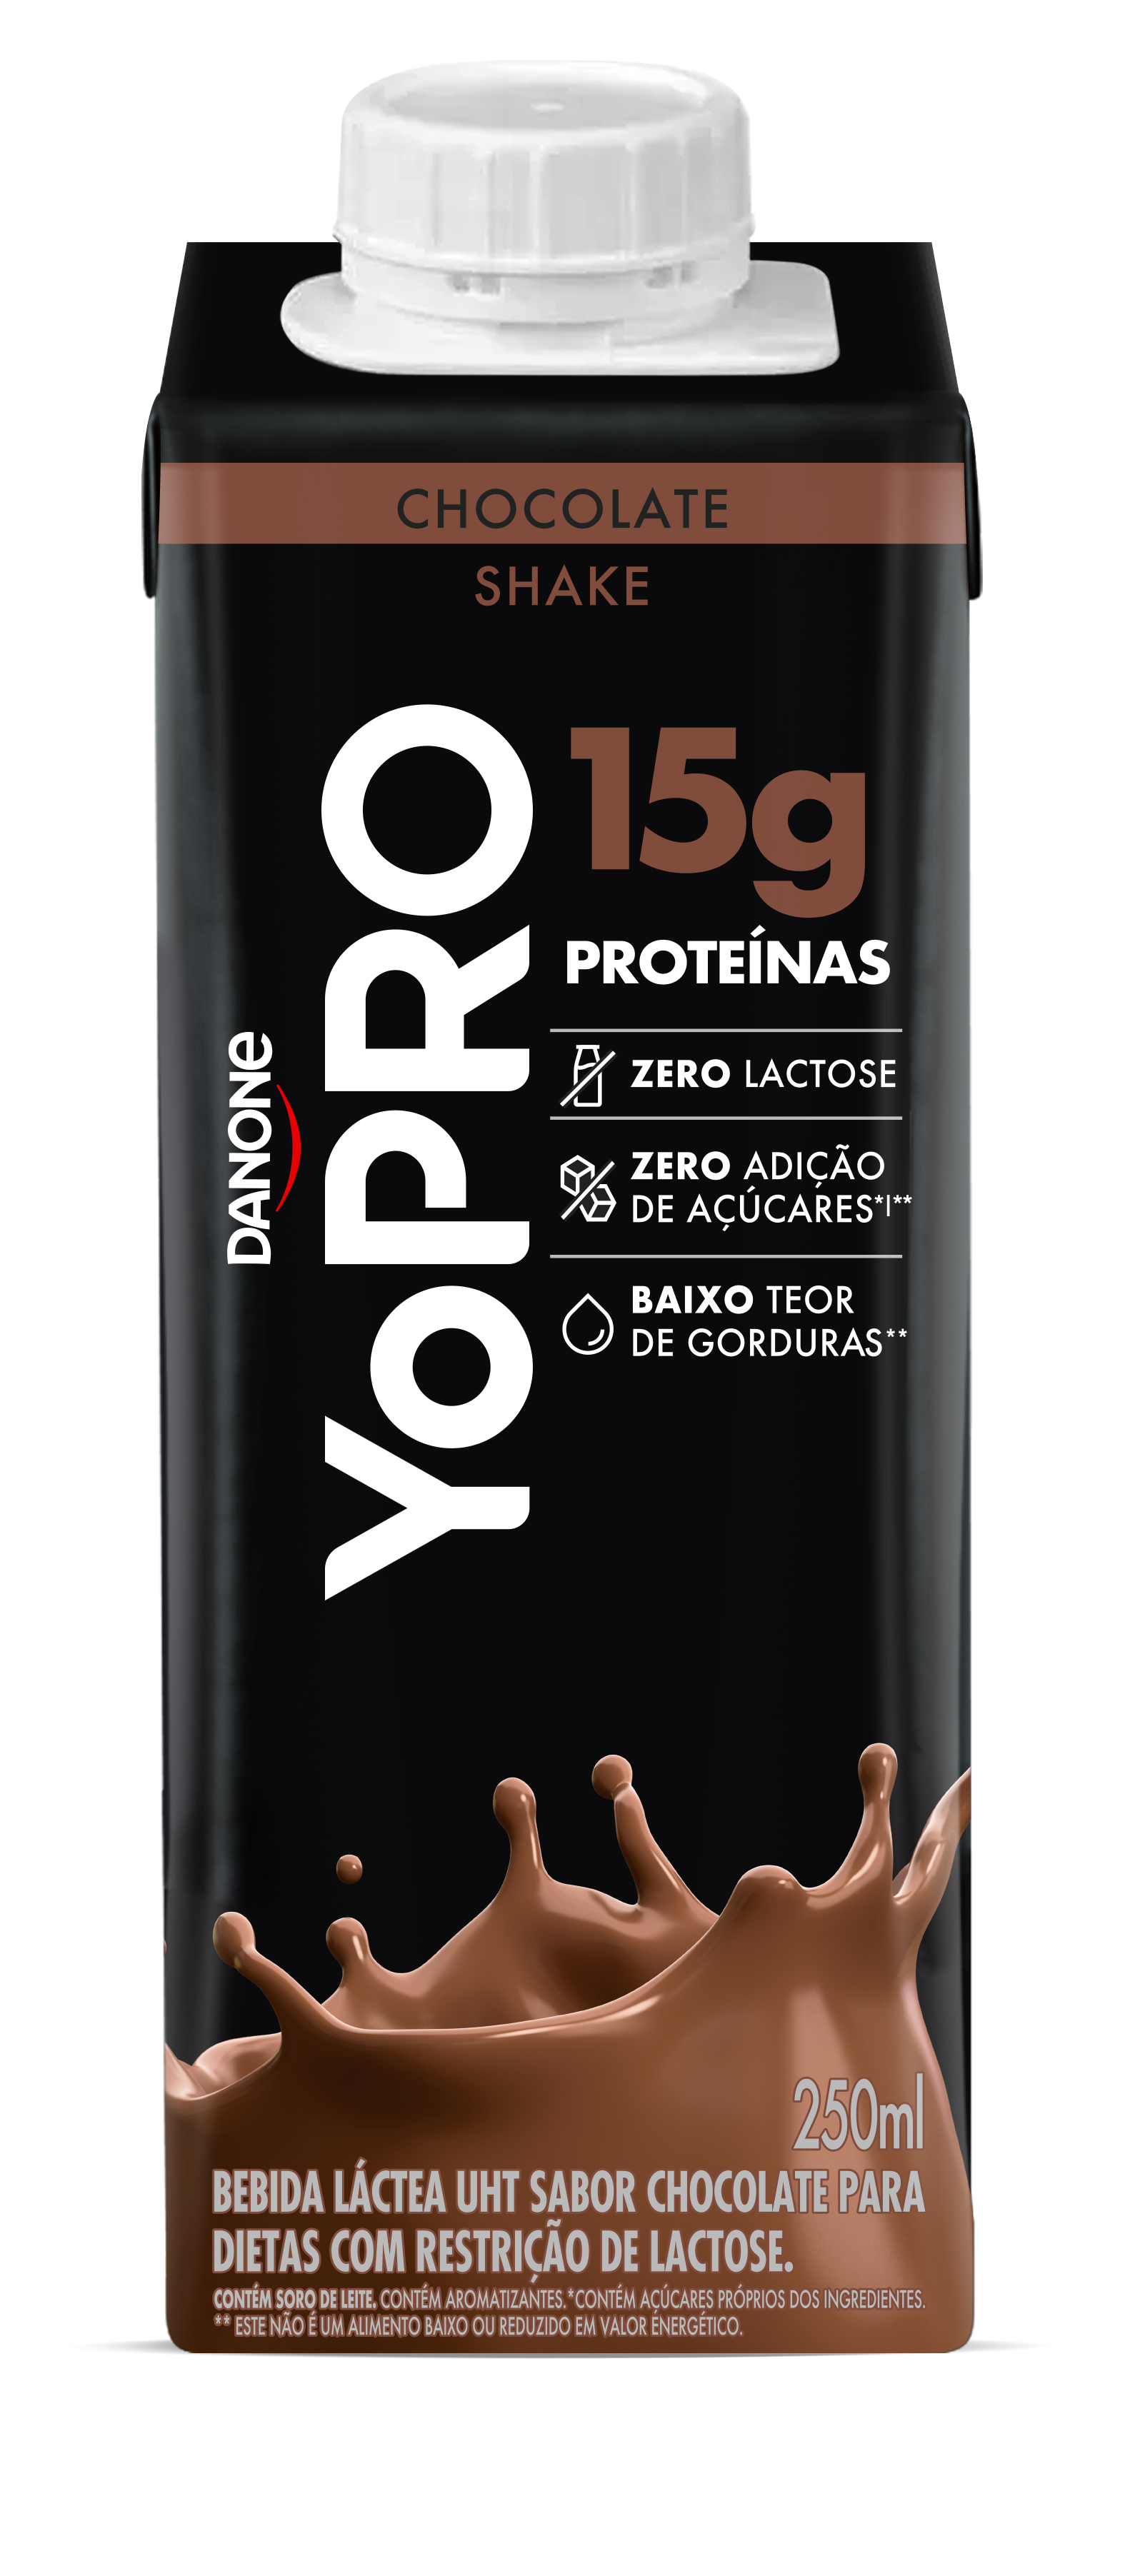 CHOCOLATE
SHAKE
DANONE
YoPRO
15g
PROTEÍNAS
ZERO LACTOSE
ZERO ADIÇÃO
DE AÇÚCARES*|**
BAIXO TEOR
DE GORDURAS**
250ml
BEBIDA LÁCTEA UHT SABOR CHOCOLATE PARA
DIETAS COM RESTRIÇÃO DE LACTOSE.
CONTÉM SORO DE LEITE. CONTÉM AROMATIZANTES.*CONTÉM AÇÚCARES PRÓPRIOS DOS INGREDIENTES.
** ESTE NÃO É UM ALIMENTO BAIXO OU REDUZIDO EM VALOR ENERGÉTICO.